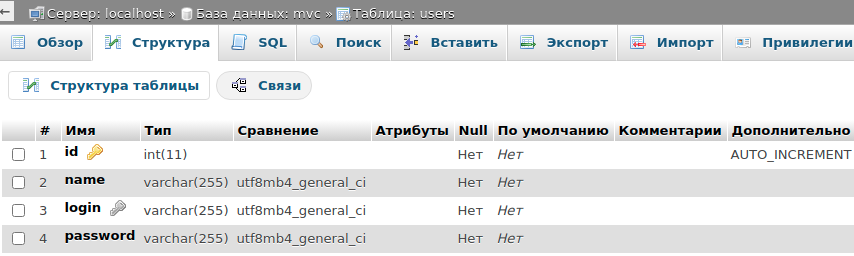 ← Сервер: localhost » База данных: mvc » Таблица: users
Обзор Структура SQL Поиск Вставить Экспорт Импорт Привилегии
Структура таблицы Связи
# Имя Тип Сравнение Атрибуты Null По умолчанию Комментарии Дополнительно
1 id int(11) Нет Нет AUTO_INCREMENT
2 name varchar(255) utf8mb4_general_ci Нет Нет
3 login varchar(255) utf8mb4_general_ci Нет Нет
4 password varchar(255) utf8mb4_general_ci Нет Нет